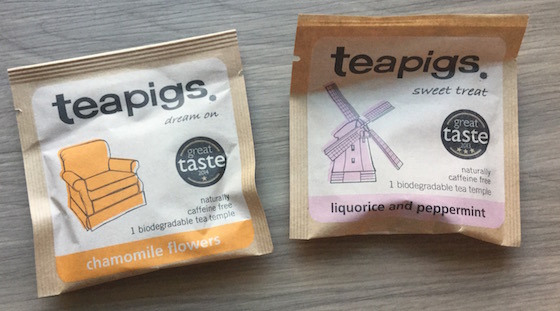 teapigs.
dream on
great
taste
2014
naturally
caffeine free
1 biodegradable tea temple
chamomile flowers
teapigs.
sweet treat
great
taste
naturally
caffeine free
1 biodegradable tea temple
liquorice and peppermint